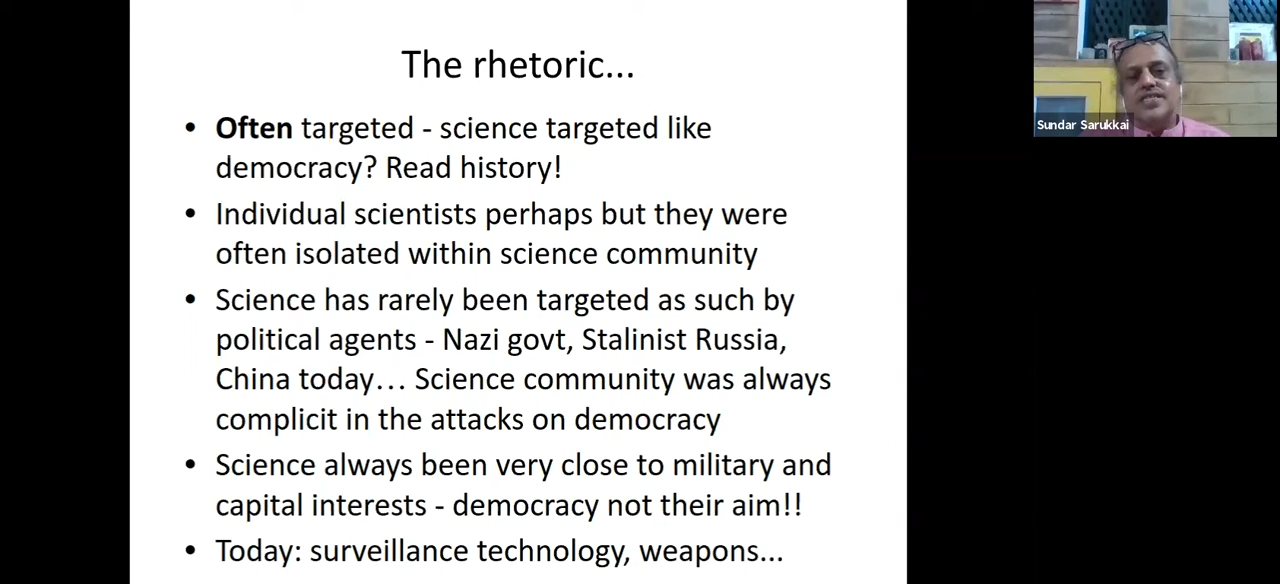 The rhetoric...
• Often targeted - science targeted like
democracy? Read history!
• Individual scientists perhaps but they were
often isolated within science community
• Science has rarely been targeted as such by
political agents - Nazi govt, Stalinist Russia,
China today… Science community was always
complicit in the attacks on democracy
• Science always been very close to military and
capital interests - democracy not their aim!!
• Today: surveillance technology, weapons...
Sundar Sarukkai